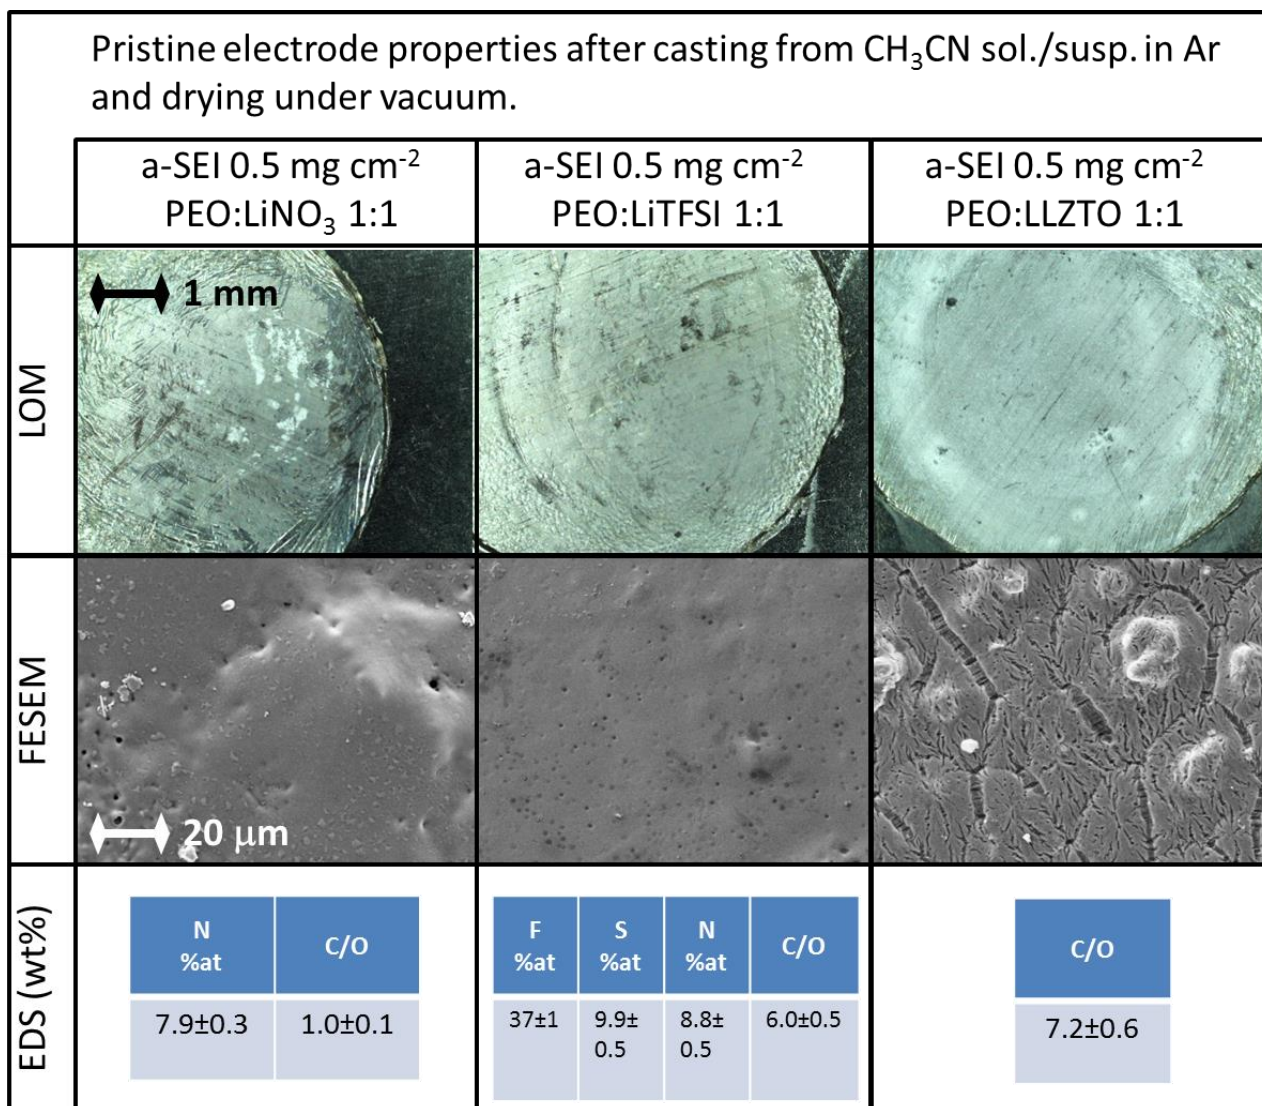 Pristine electrode properties after casting from CH₃CN sol./susp. in Ar
and drying under vacuum.
a-SEI 0.5 mg cm⁻²
PEO:LiNO₃ 1:1
a-SEI 0.5 mg cm⁻²
PEO:LiTFSI 1:1
a-SEI 0.5 mg cm⁻²
PEO:LLZTO 1:1
LOM
1 mm
FESEM
20 μm
EDS (wt%)
N
%at
C/O
7.9±0.3
1.0±0.1
F
%at
S
%at
N
%at
C/O
37±1
9.9±
0.5
8.8±
0.5
6.0±0.5
C/O
7.2±0.6